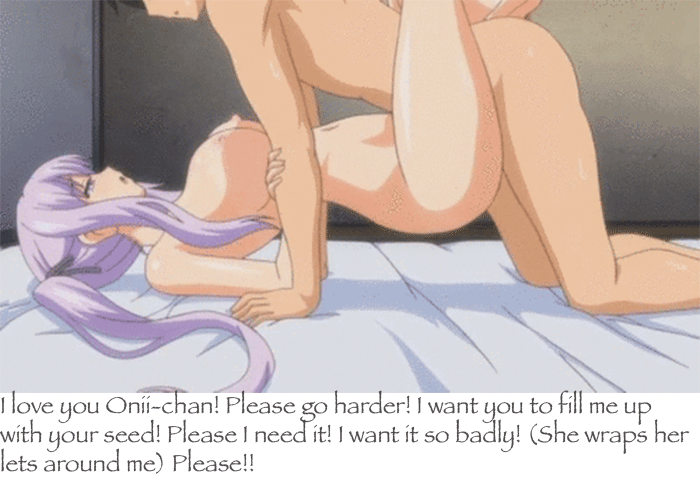 I love you Onii-chan! Please go harder! I want you to fill me up
with your seed! Please I need it! I want it so badly! (She wraps her
lets around me) Please!!